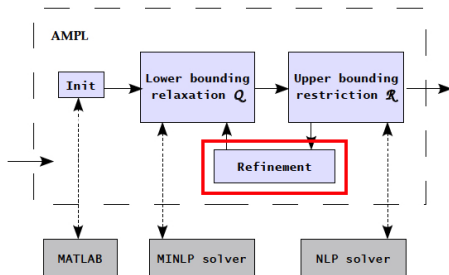 AMPL
Init
Lower bounding
relaxation Q
Upper bounding
restriction R
Refinement
MATLAB
MINLP solver
NLP solver